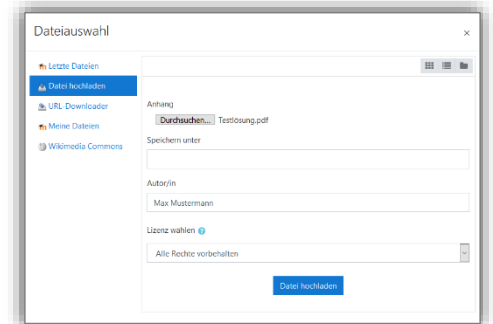 Dateiauswahl
×
Letzte Dateien
Datei hochladen
URL-Downloader
Meine Dateien
Wikimedia Commons
Anhang
Durchsuchen... Testlösung.pdf
Speichern unter
Autor/in
Max Mustermann
Lizenz wählen ?
Alle Rechte vorbehalten
Datei hochladen